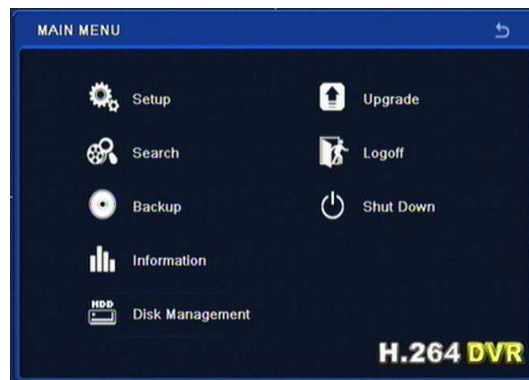 MAIN MENU
Setup
Upgrade
Search
Logoff
Backup
Shut Down
Information
HDD
Disk Management
H.264 DVR